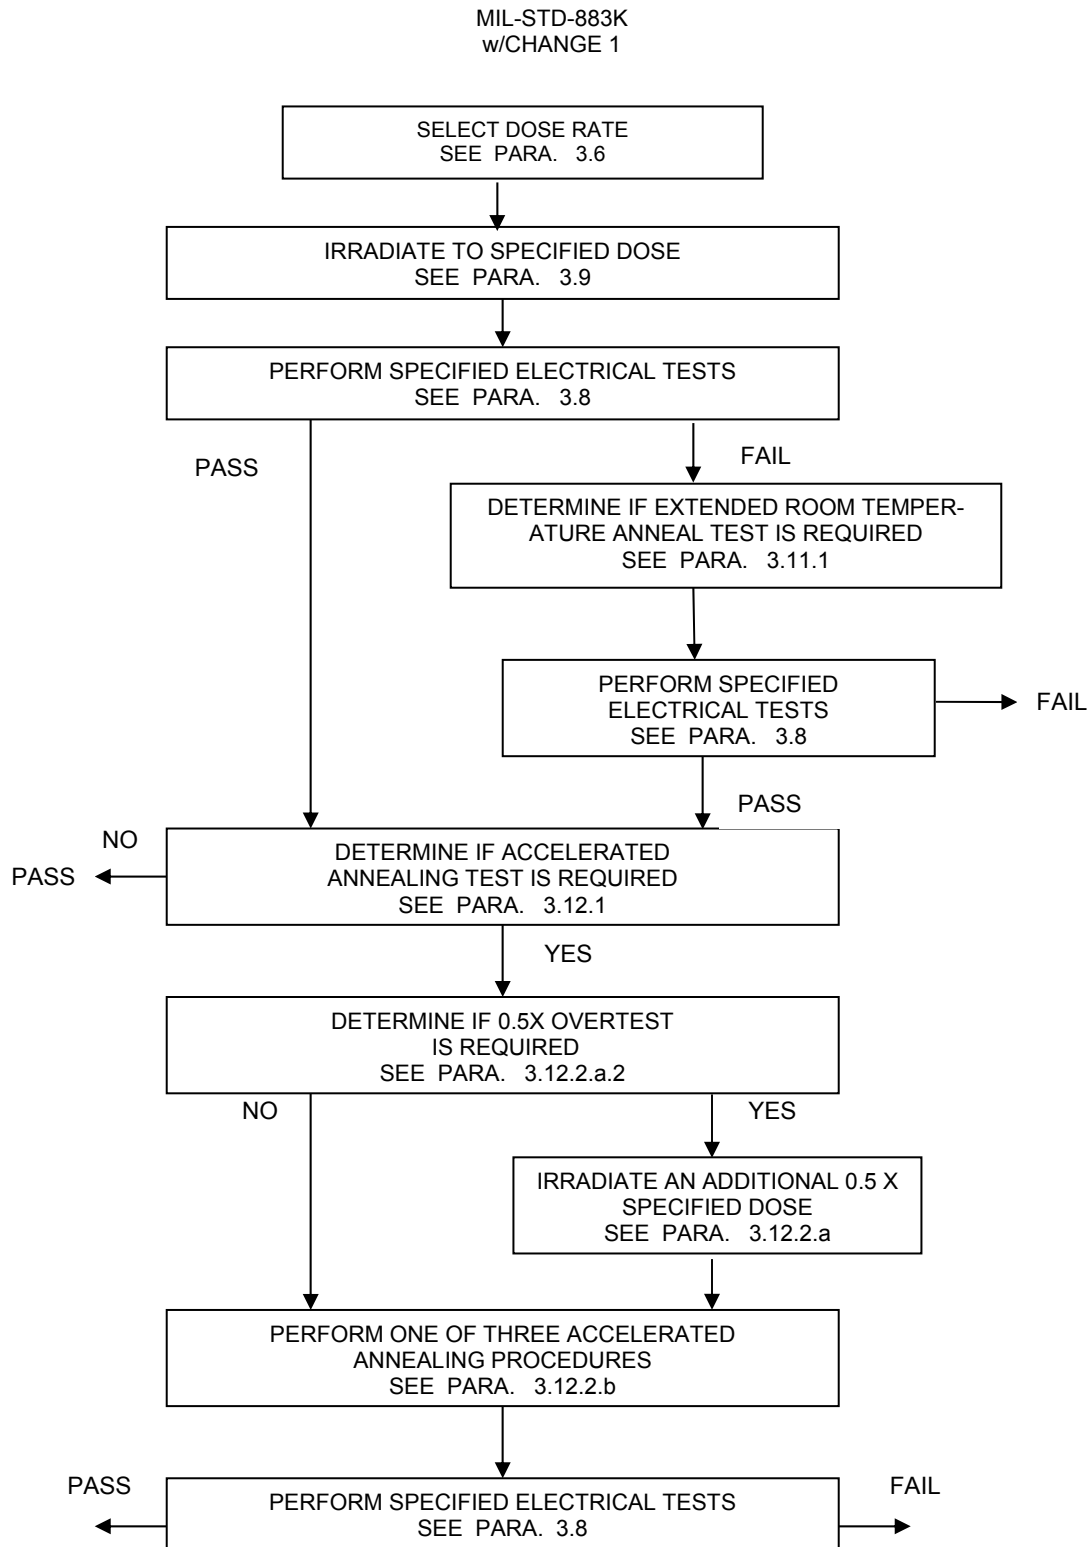 MIL-STD-883K
w/CHANGE 1
SELECT DOSE RATE
SEE PARA. 3.6
IRRADIATE TO SPECIFIED DOSE
SEE PARA. 3.9
PERFORM SPECIFIED ELECTRICAL TESTS
SEE PARA. 3.8
PASS
FAIL
DETERMINE IF EXTENDED ROOM TEMPER-
ATURE ANNEAL TEST IS REQUIRED
SEE PARA. 3.11.1
PERFORM SPECIFIED
ELECTRICAL TESTS
SEE PARA. 3.8
FAIL
PASS
NO
PASS
DETERMINE IF ACCELERATED
ANNEALING TEST IS REQUIRED
SEE PARA. 3.12.1
YES
DETERMINE IF 0.5X OVERTEST
IS REQUIRED
SEE PARA. 3.12.2.a.2
NO
YES
IRRADIATE AN ADDITIONAL 0.5 X
SPECIFIED DOSE
SEE PARA. 3.12.2.a
PERFORM ONE OF THREE ACCELERATED
ANNEALING PROCEDURES
SEE PARA. 3.12.2.b
PASS
FAIL
PERFORM SPECIFIED ELECTRICAL TESTS
SEE PARA. 3.8